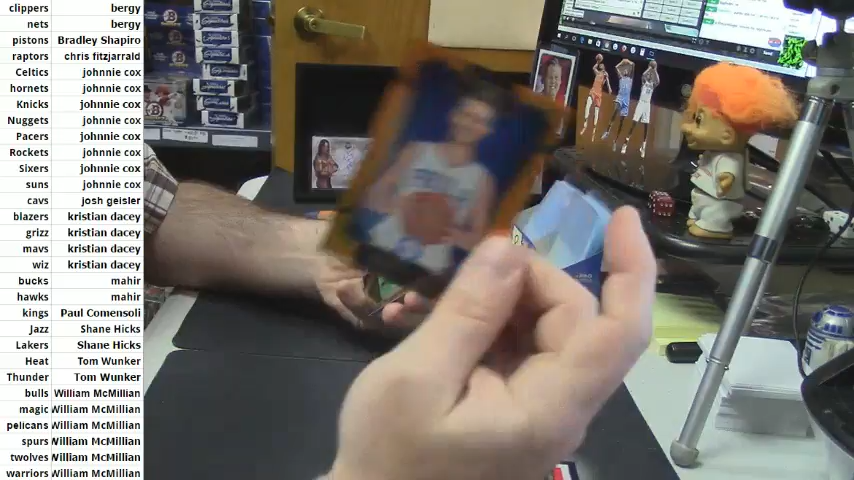 clippers bergy
nets bergy
pistons Bradley Shapiro
raptors chris fitzjarrald
Celtics johnnie cox
hornets johnnie cox
Knicks johnnie cox
Nuggets johnnie cox
Pacers johnnie cox
Rockets johnnie cox
Sixers johnnie cox
suns johnnie cox
cavs josh geisler
blazers kristian dacey
grizz kristian dacey
mavs kristian dacey
wiz kristian dacey
bucks mahir
hawks mahir
kings Paul Comensoli
Jazz Shane Hicks
Lakers Shane Hicks
Heat Tom Wunker
Thunder Tom Wunker
bulls William McMillian
magic William McMillian
pelicans William McMillian
spurs William McMillian
twolves William McMillian
warriors William McMillian